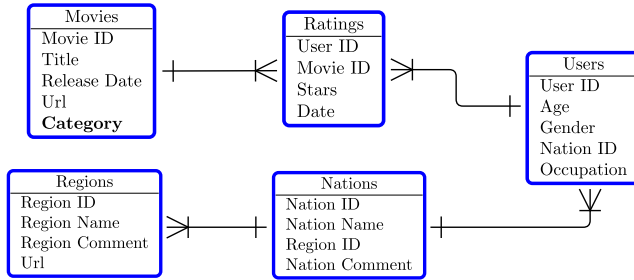 Movies
Movie ID
Title
Release Date
Url
Category
Ratings
User ID
Movie ID
Stars
Date
Users
User ID
Age
Gender
Nation ID
Occupation
Regions
Region ID
Region Name
Region Comment
Url
Nations
Nation ID
Nation Name
Region ID
Nation Comment